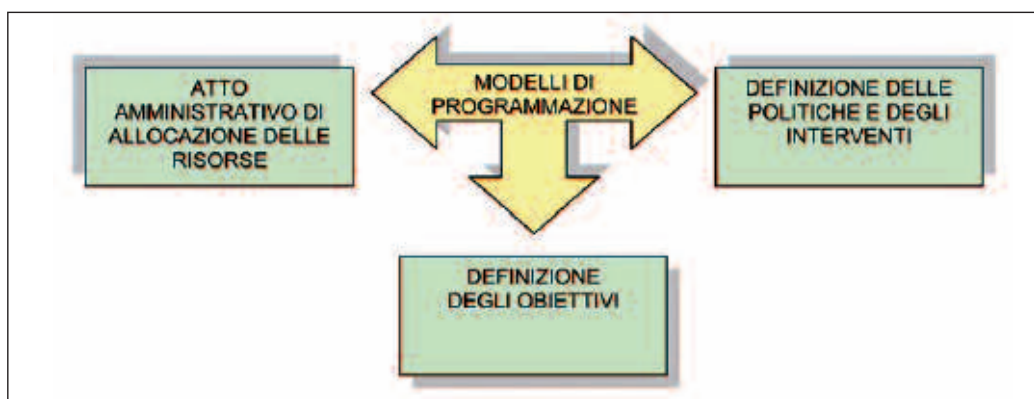 ATTO
AMMINISTRATIVO DI
ALLOCAZIONE DELLE
RISORSE
MODELLI DI
PROGRAMMAZIONE
DEFINIZIONE DELLE
POLITICHE E DEGLI
INTERVENTI
DEFINIZIONE
DEGLI OBIETTIVI